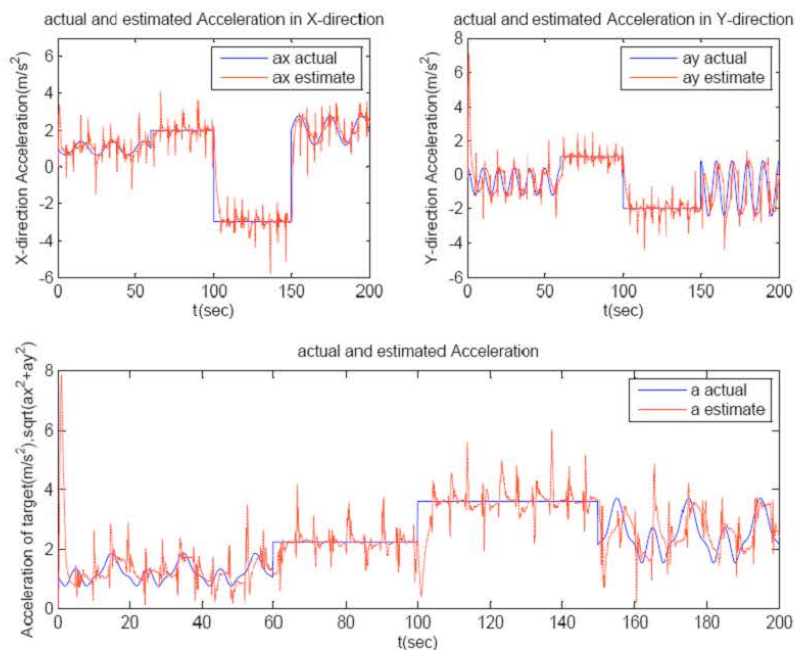 actual and estimated Acceleration in X-direction
X-direction Acceleration(m/s²)
6
4
2
0
-2
-4
-6
ax actual
ax estimate
0 50 100 150 200
t(sec)
actual and estimated Acceleration in Y-direction
Y-direction Acceleration(m/s²)
8
6
4
2
0
-2
-4
-6
ay actual
ay estimate
0 50 100 150 200
t(sec)
actual and estimated Acceleration
Acceleration of target(m/s²),sqrt(ax²+ay²)
8
6
4
2
0
a actual
a estimate
0 20 40 60 80 100 120 140 160 180 200
t(sec)